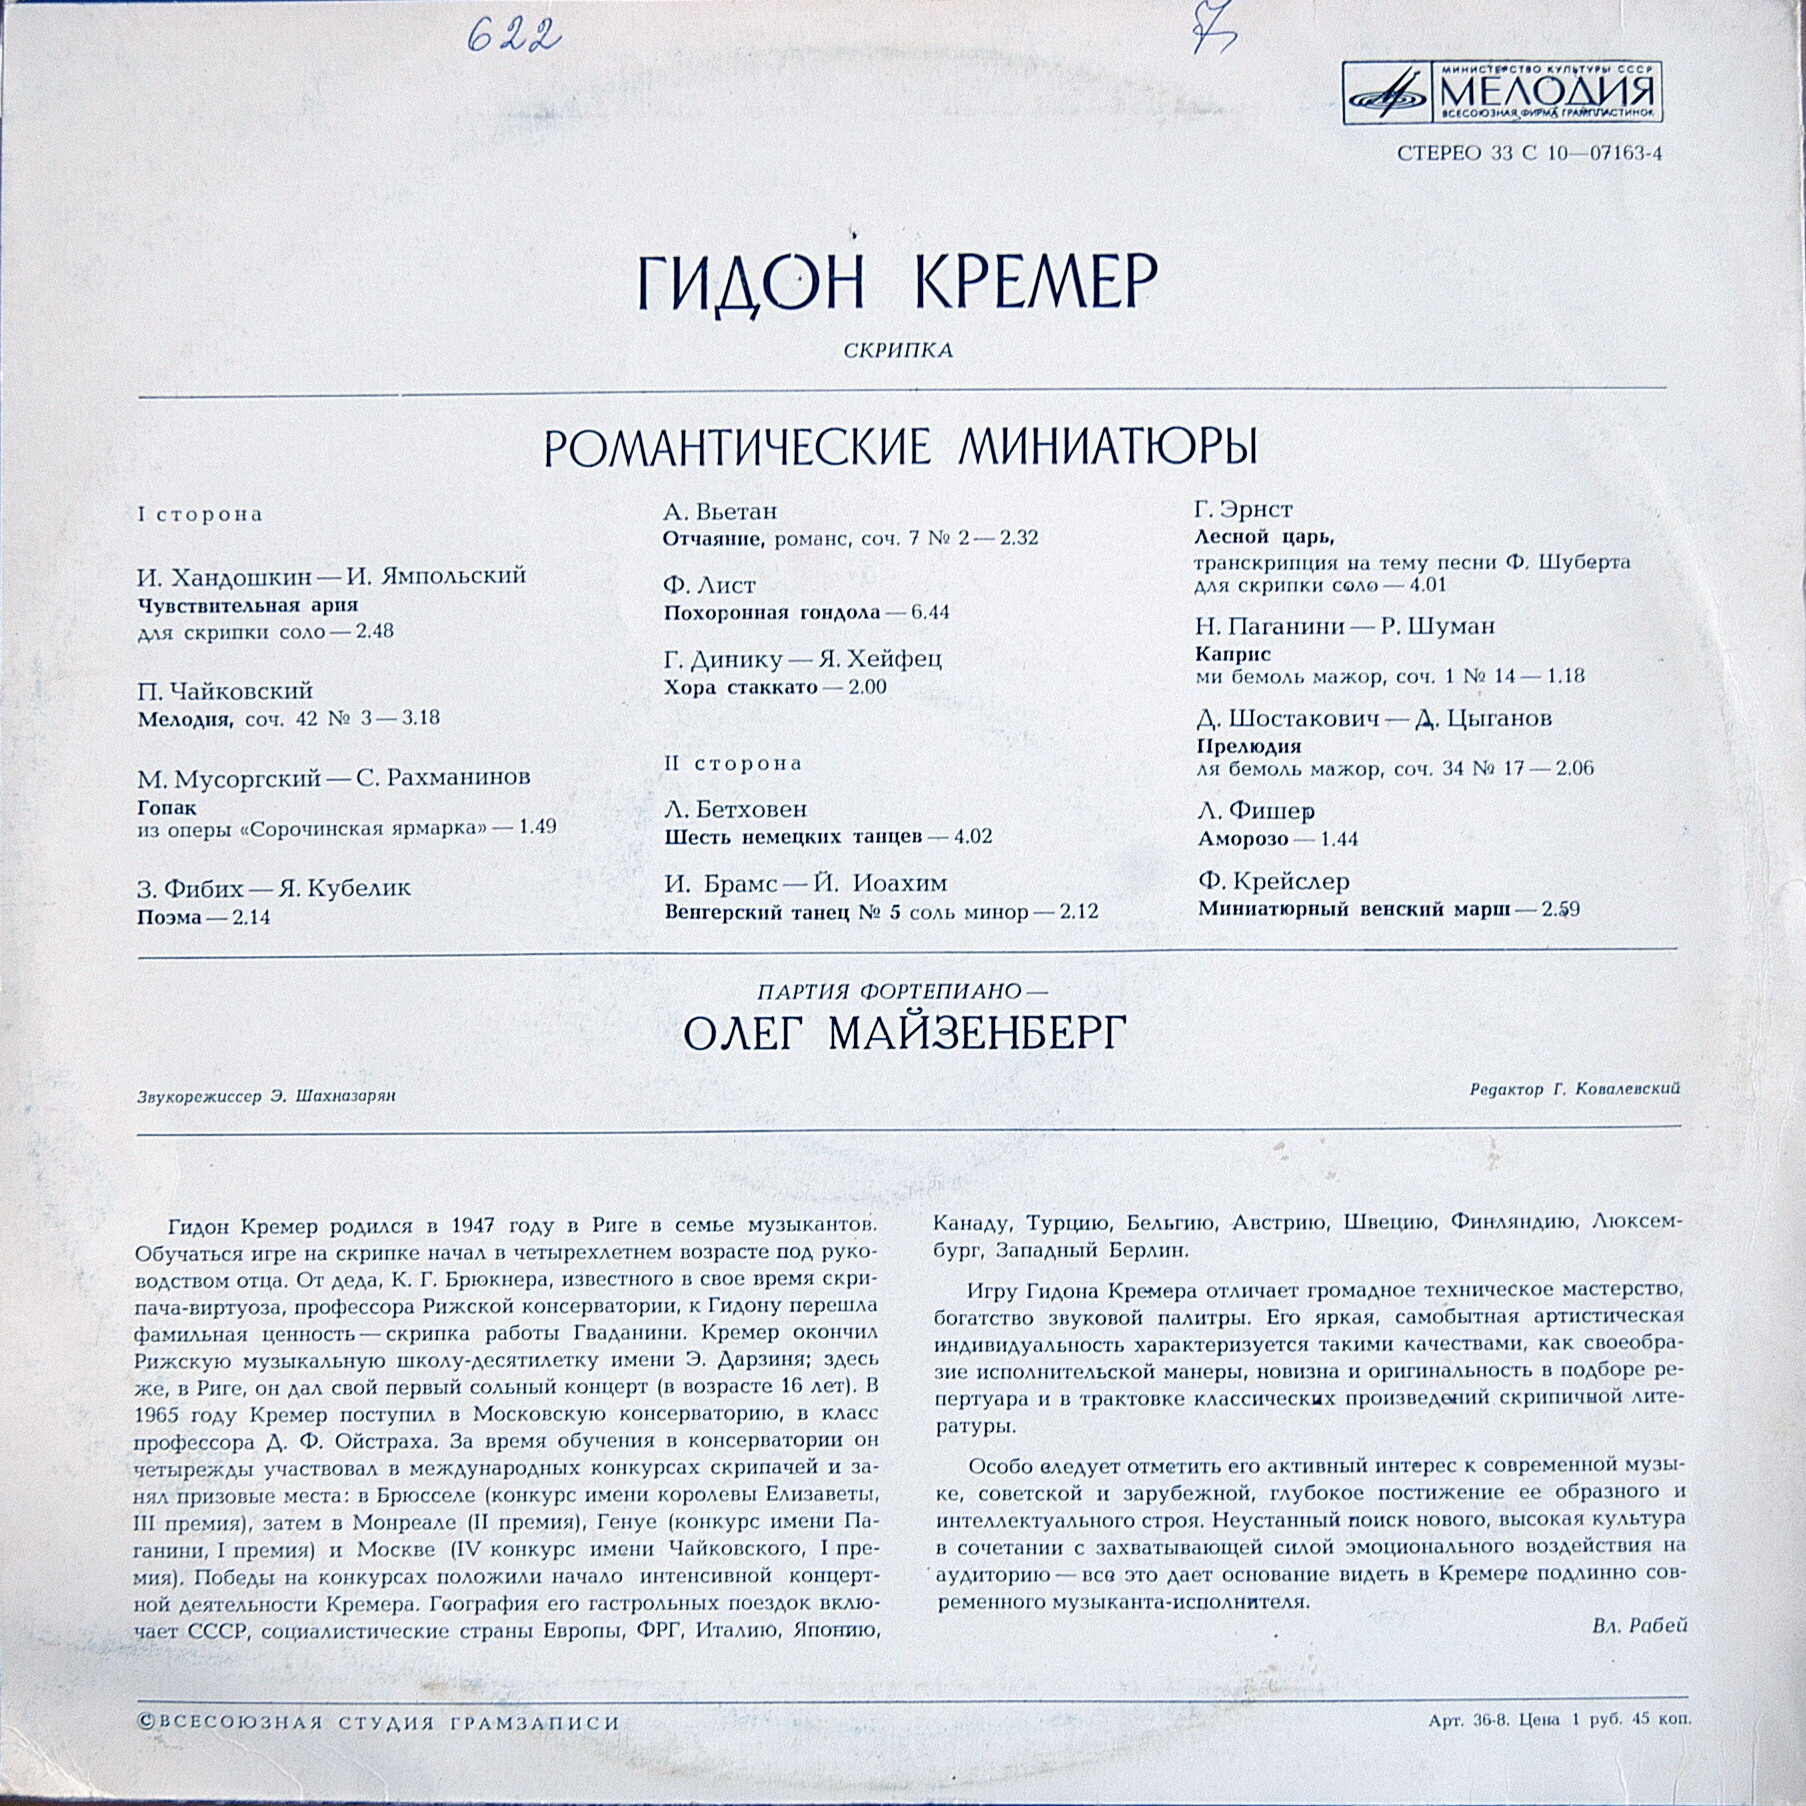 622
7
МИНИСТЕРСТВО КУЛЬТУРЫ СССР
МЕЛОДИЯ
ВСЕСОЮЗНАЯ ФИРМА ГРАМПЛАСТИНОК
СТЕРЕО 33 С 10—07163-4
ГИДОН КРЕМЕР
СКРИПКА
РОМАНТИЧЕСКИЕ МИНИАТЮРЫ
I сторона
И. Хандошкин — И. Ямпольский
Чувствительная ария
для скрипки соло — 2.48
П. Чайковский
Мелодия, соч. 42 № 3 — 3.18
М. Мусоргский — С. Рахманинов
Гопак
из оперы «Сорочинская ярмарка» — 1.49
З. Фибих — Я. Кубелик
Поэма — 2.14
А. Вьетан
Отчаяние, романс, соч. 7 № 2 — 2.32
Ф. Лист
Похоронная гондола — 6.44
Г. Динику — Я. Хейфец
Хора стаккато — 2.00
II сторона
Л. Бетховен
Шесть немецких танцев — 4.02
И. Брамс — Й. Иоахим
Венгерский танец № 5 соль минор — 2.12
Г. Эрнст
Лесной царь,
транскрипция на тему песни Ф. Шуберта
для скрипки соло — 4.01
Н. Паганини — Р. Шуман
Каприс
ми бемоль мажор, соч. 1 № 14 — 1.18
Д. Шостакович — Д. Цыганов
Прелюдия
ля бемоль мажор, соч. 34 № 17 — 2.06
Л. Фишер
Аморозо — 1.44
Ф. Крейслер
Миниатюрный венский марш — 2.59
ПАРТИЯ ФОРТЕПИАНО —
ОЛЕГ МАЙЗЕНБЕРГ
Звукорежиссер Э. Шахназарян
Редактор Г. Ковалевский
Гидон Кремер родился в 1947 году в Риге в семье музыкантов.
Обучаться игре на скрипке начал в четырехлетнем возрасте под руко-
водством отца. От деда, К. Г. Брюкнера, известного в свое время скри-
пача-виртуоза, профессора Рижской консерватории, к Гидону перешла
фамильная ценность — скрипка работы Гваданини. Кремер окончил
Рижскую музыкальную школу-десятилетку имени Э. Дарзиня; здесь
же, в Риге, он дал свой первый сольный концерт (в возрасте 16 лет). В
1965 году Кремер поступил в Московскую консерваторию, в класс
профессора Д. Ф. Ойстраха. За время обучения в консерватории он
четырежды участвовал в международных конкурсах скрипачей и за-
нял призовые места: в Брюсселе (конкурс имени королевы Елизаветы,
III премия), затем в Монреале (II премия), Генуе (конкурс имени Па-
ганини, I премия) и Москве (IV конкурс имени Чайковского, I пре-
мия). Победы на конкурсах положили начало интенсивной концерт-
ной деятельности Кремера. География его гастрольных поездок вклю-
чает СССР, социалистические страны Европы, ФРГ, Италию, Японию,
Канаду, Турцию, Бельгию, Австрию, Швецию, Финляндию, Люксем-
бург, Западный Берлин.
Игру Гидона Кремера отличает громадное техническое мастерство,
богатство звуковой палитры. Его яркая, самобытная артистическая
индивидуальность характеризуется такими качествами, как своеобра-
зие исполнительской манеры, новизна и оригинальность в подборе ре-
пертуара и в трактовке классических произведений скрипичной лите-
ратуры.
Особо следует отметить его активный интерес к современной музы-
ке, советской и зарубежной, глубокое постижение ее образного и
интеллектуального строя. Неустанный поиск нового, высокая культура
в сочетании с захватывающей силой эмоционального воздействия на
аудиторию — все это дает основание видеть в Кремере подлинно сов-
ременного музыканта-исполнителя.
Вл. Рабей
© ВСЕСОЮЗНАЯ СТУДИЯ ГРАМЗАПИСИ
Арт. 36-8. Цена 1 руб. 45 коп.